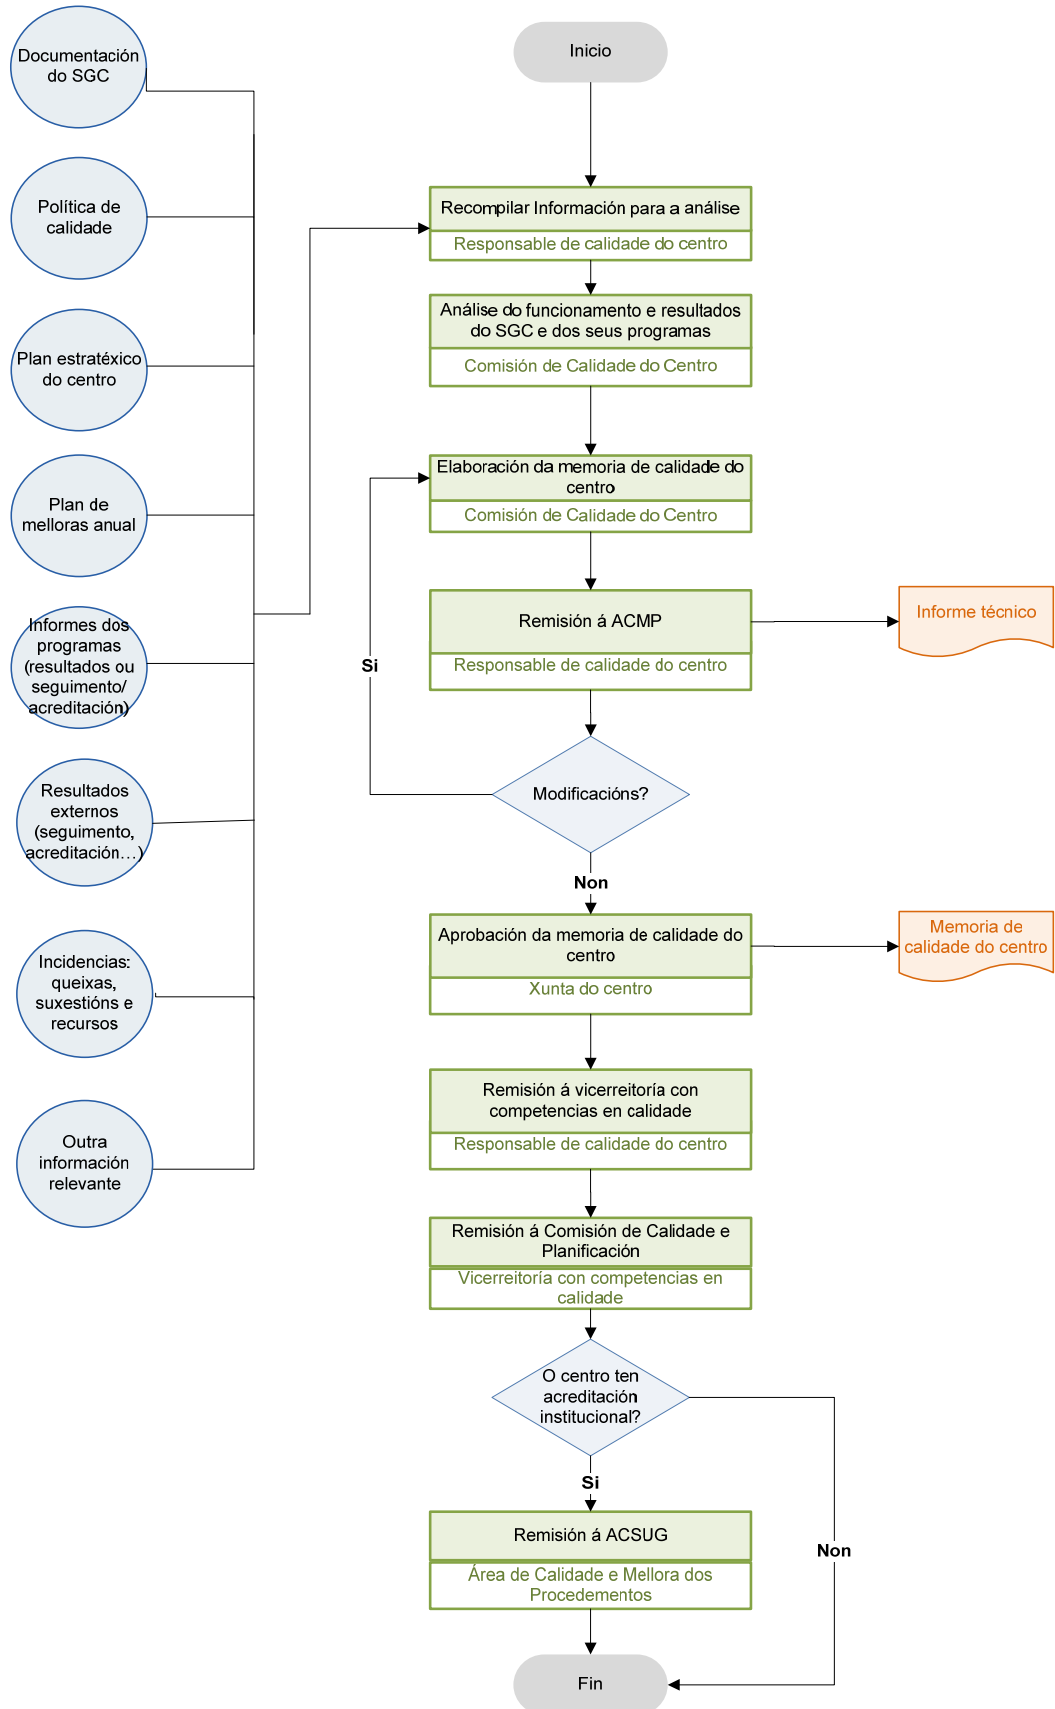 Documentación
do SGC
Política de
calidade
Plan estratéxico
do centro
Plan de
melloras anual
Informes dos
programas
(resultados ou
seguimento/
acreditación)
Resultados
externos
(seguimento,
acreditación…)
Incidencias:
queixas,
suxestións e
recursos
Outra
información
relevante
Inicio
Recompilar Información para a análise
Responsable de calidade do centro
Análise do funcionamento e resultados
do SGC e dos seus programas
Comisión de Calidade do Centro
Elaboración da memoria de calidade do
centro
Comisión de Calidade do Centro
Remisión á ACMP
Responsable de calidade do centro
Informe técnico
Si
Modificacións?
Non
Aprobación da memoria de calidade do
centro
Xunta do centro
Memoria de
calidade do centro
Remisión á vicerreitoría con
competencias en calidade
Responsable de calidade do centro
Remisión á Comisión de Calidade e
Planificación
Vicerreitoría con competencias en
calidade
O centro ten
acreditación
institucional?
Si
Non
Remisión á ACSUG
Área de Calidade e Mellora dos
Procedementos
Fin